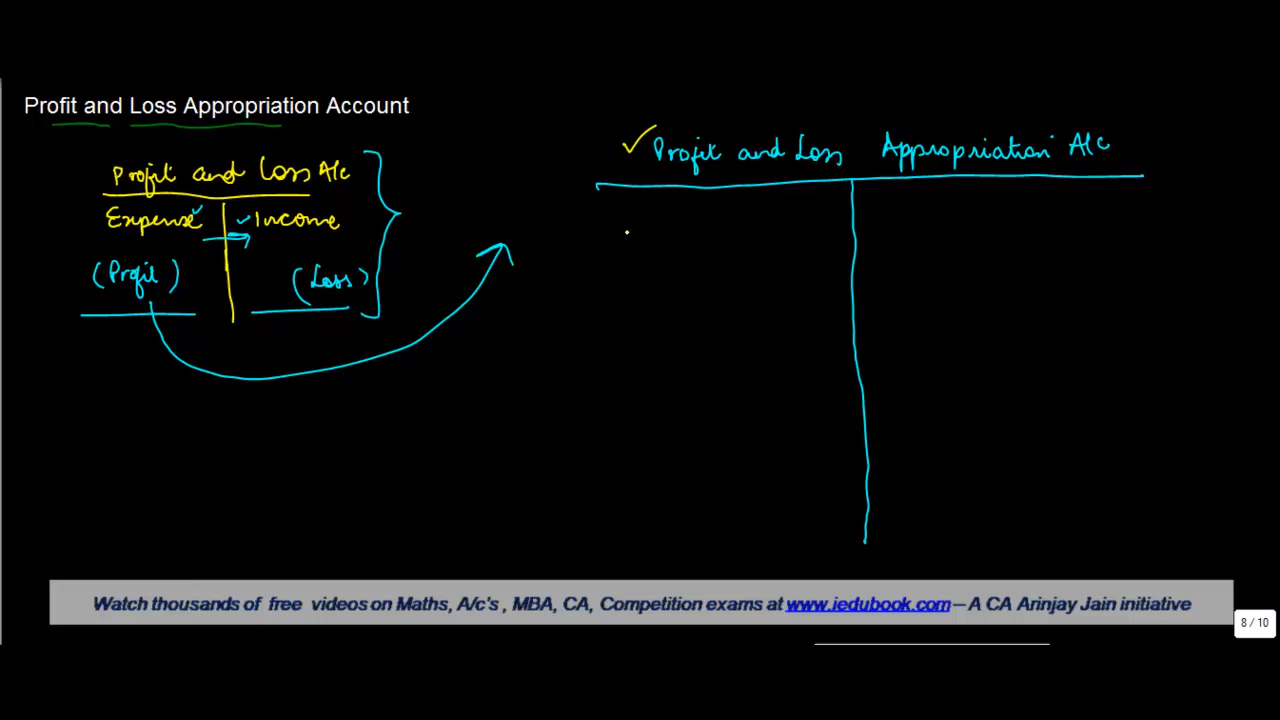 Profit and Loss Appropriation Account
Profit and Loss A/c
Expense Income
(Profit) (Loss)
Profit and Loss Appropriation A/c
Watch thousands of free videos on Maths, A/c's , MBA, CA, Competition exams at www.iedubook.com – A CA Arinjay Jain initiative
8 / 10